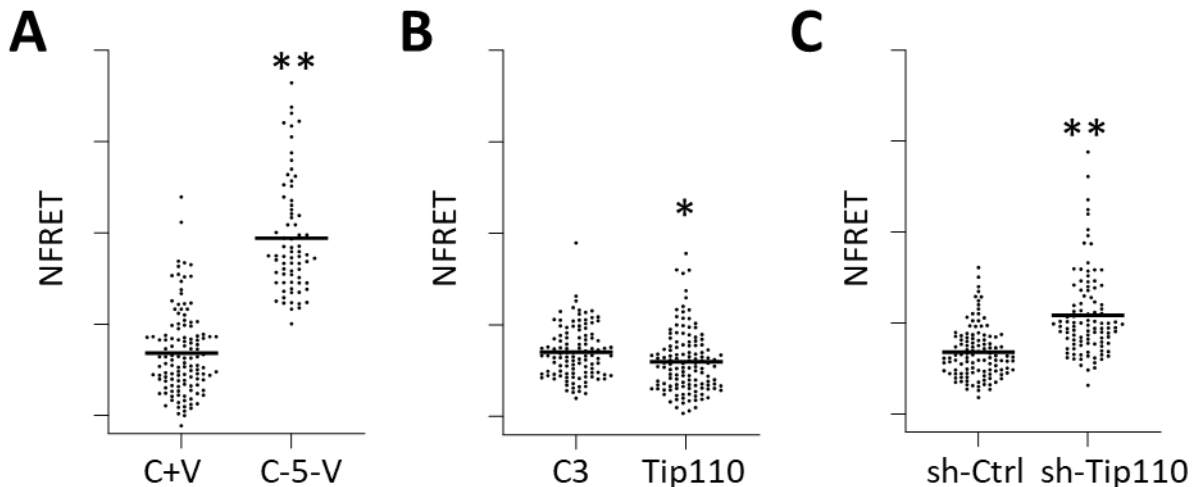 A
B
C
**
*
**
NFRET
NFRET
NFRET
C+V C-5-V
C3 Tip110
sh-Ctrl sh-Tip110